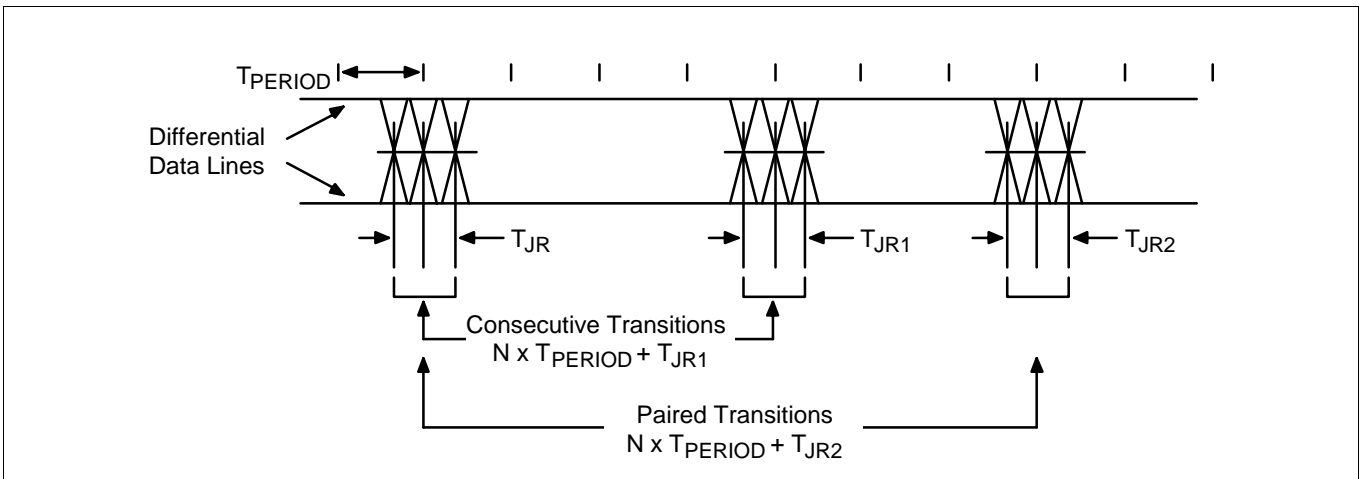 TPERIOD
Differential
Data Lines
TJR
TJR1
TJR2
Consecutive Transitions
N x TPERIOD + TJR1
Paired Transitions
N x TPERIOD + TJR2